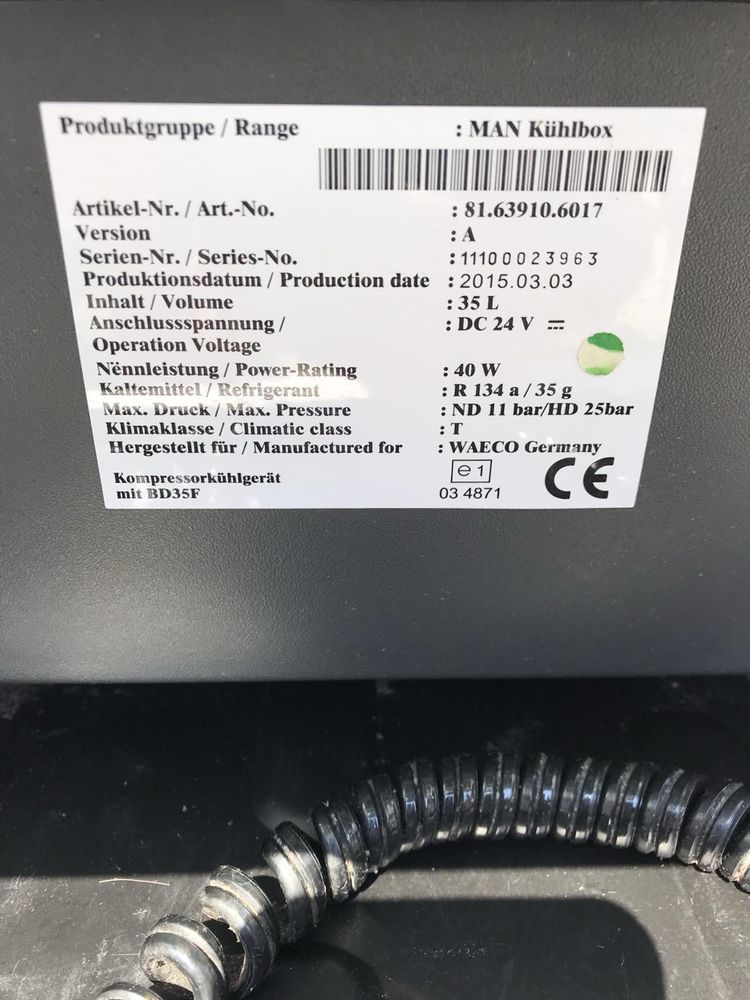 Produktgruppe / Range : MAN Kühlbox
Artikel-Nr. / Art.-No. : 81.63910.6017
Version : A
Serien-Nr. / Series-No. : 11100023963
Produktionsdatum / Production date : 2015.03.03
Inhalt / Volume : 35 L
Anschlussspannung / : DC 24 V
Operation Voltage
Nënnleistung / Power-Rating : 40 W
Kaltemittel / Refrigerant : R 134 a / 35 g
Max. Druck / Max. Pressure : ND 11 bar/HD 25bar
Klimaklasse / Climatic class : T
Hergestellt für / Manufactured for : WAECO Germany
Kompressorkühlgerät e1 CE
mit BD35F 03 4871